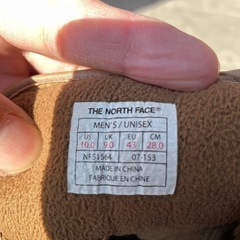 THE NORTH FACE
MEN'S / UNISEX
US UK EU CM
10.0 9.0 43 28.0
NF51564 07-153
MADE IN CHINA
FABRIQUE EN CHINE